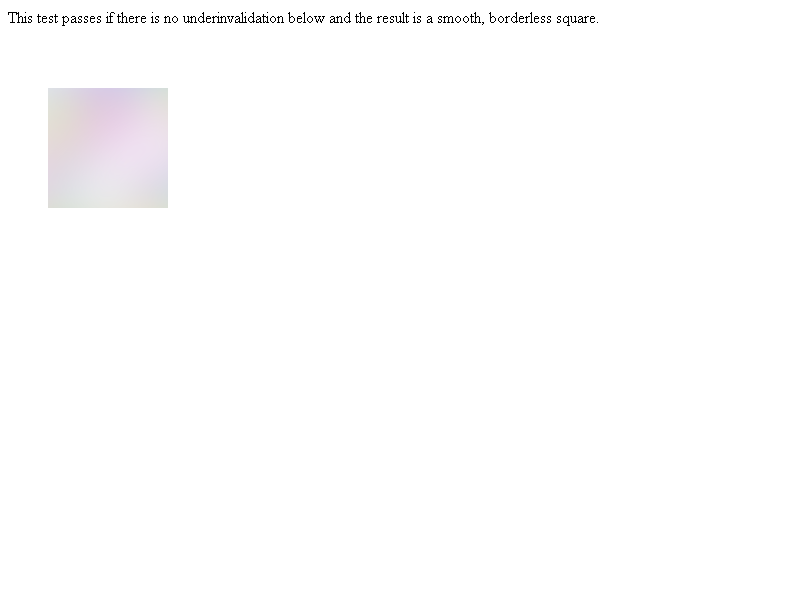 This test passes if there is no underinvalidation below and the result is a smooth, borderless square.